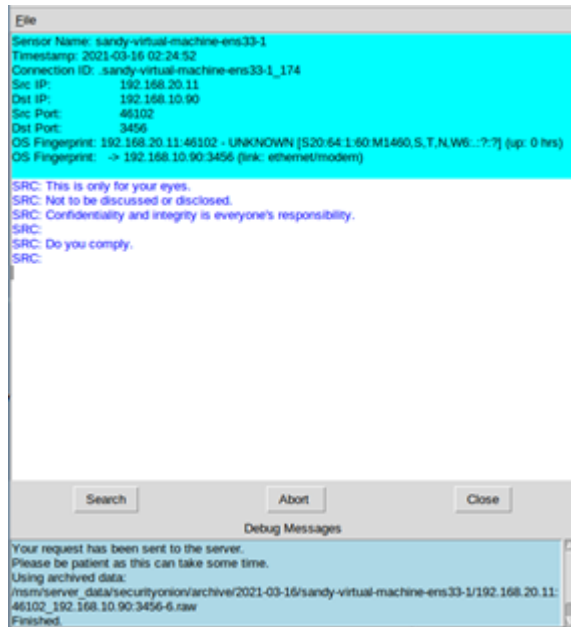 File
Sensor Name: sandy-virtual-machine-ens33-1
Timestamp: 2021-03-16 02:24:52
Connection ID: .sandy-virtual-machine-ens33-1_174
Src IP: 192.168.20.11
Dst IP: 192.168.10.90
Src Port: 46102
Dst Port: 3456
OS Fingerprint: 192.168.20.11:46102 - UNKNOWN [S20:64:1:60:M1460,S,T,N,W6:.:?:?] (up: 0 hrs)
OS Fingerprint: -> 192.168.10.90:3456 (link: ethernet/modem)
SRC: This is only for your eyes.
SRC: Not to be discussed or disclosed.
SRC: Confidentiality and integrity is everyone's responsibility.
SRC:
SRC: Do you comply.
SRC:
Search Abort Close
Debug Messages
Your request has been sent to the server.
Please be patient as this can take some time.
Using archived data:
/nsm/server_data/securityonion/archive/2021-03-16/sandy-virtual-machine-ens33-1/192.168.20.11:
46102_192.168.10.90:3456-6.raw
Finished.